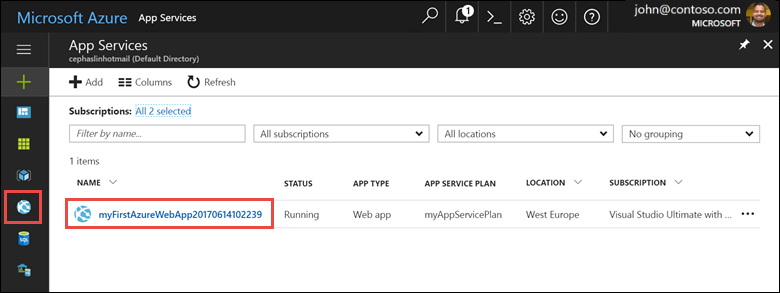 Microsoft Azure App Services
1
john@contoso.com
MICROSOFT
App Services
cephaslinhotmail (Default Directory)
Add Columns Refresh
Subscriptions: All 2 selected
Filter by name... All subscriptions All locations No grouping
1 items
NAME STATUS APP TYPE APP SERVICE PLAN LOCATION SUBSCRIPTION
myFirstAzureWebApp20170614102239 Running Web app myAppServicePlan West Europe Visual Studio Ultimate with ...
SQL